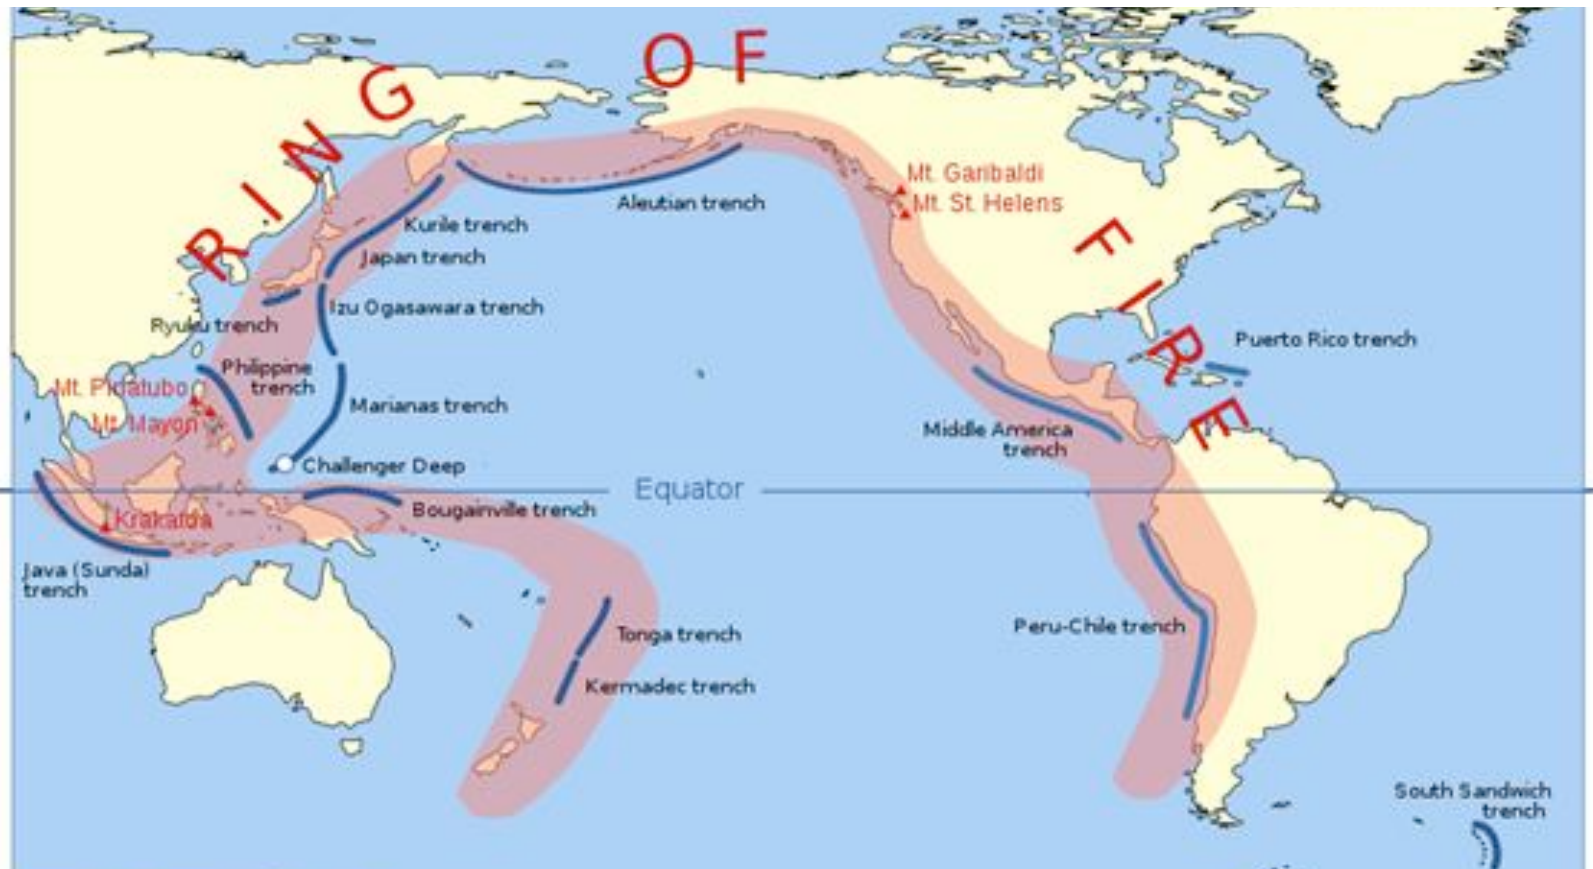 RING OF FIRE
Mt. Garibaldi
Mt. St. Helens
Aleutian trench
Kurile trench
Japan trench
Izu Ogasawara trench
Ryuku trench
Puerto Rico trench
Philippine
trench
Mt. Pinatubo
Marianas trench
Mt. Mayon
Middle America
trench
Challenger Deep
Equator
Bougainville trench
Krakatoa
Java (Sunda)
trench
Tonga trench
Peru-Chile trench
Kermadec trench
South Sandwich
trench